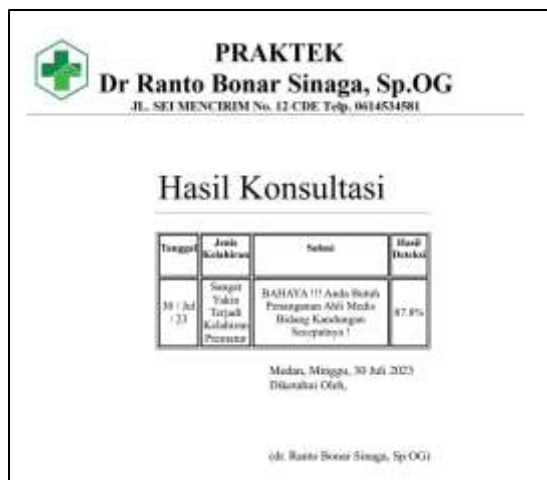 PRAKTEK
Dr Ranto Bonar Sinaga, Sp.OG
JL. SEI MENCIRIM No. 12 CDE Telp. 0614534581
Hasil Konsultasi
Tanggal
Jenis
Kelahiran
Solusi
Hasil
Deteksi
30 / Jul
/ 23
Sangat
Yakin
Terjadi
Kelahiran
Prematur
BAHAYA !!! Anda Butuh
Penanganan Ahli Medis
Bidang Kandungan
Secepatnya !
87.8%
Medan, Minggu, 30 Juli 2023
Diketahui Oleh,
(dr. Ranto Bonar Sinaga, Sp.OG)